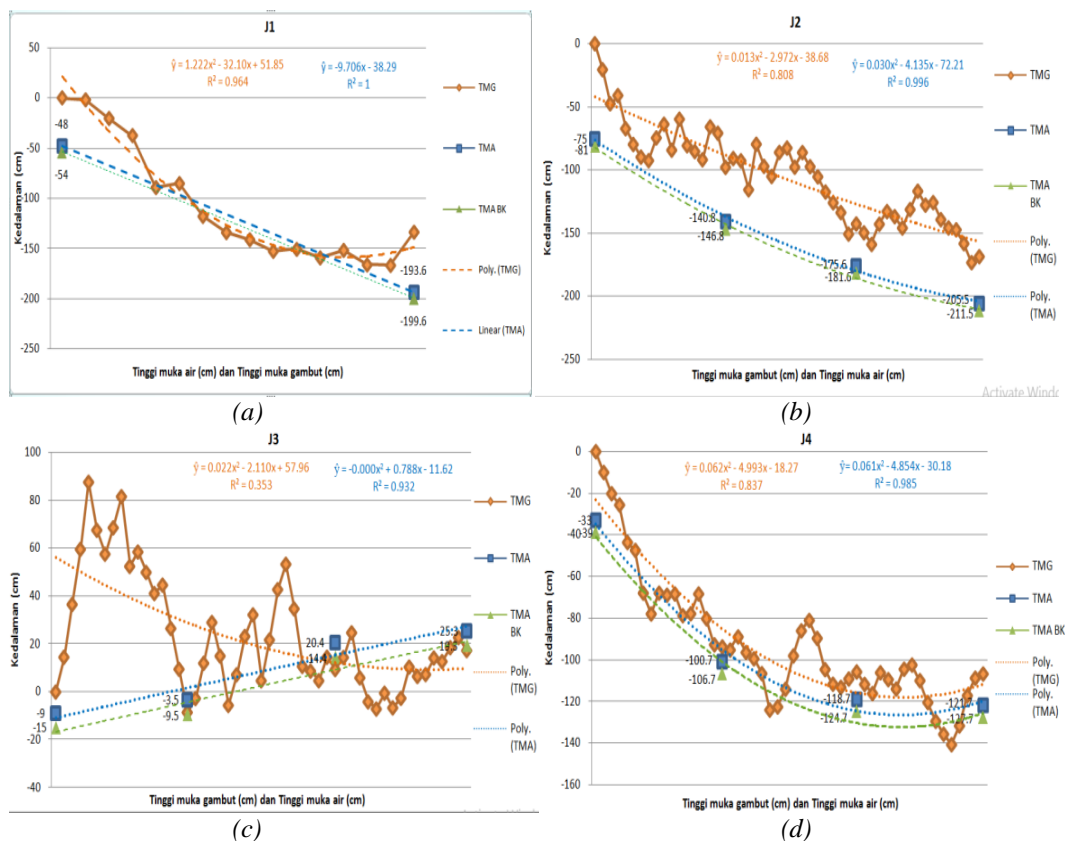 J1
ŷ = 1.222x² - 32.10x + 51.85
R² = 0.964
ŷ = -9.706x - 38.29
R² = 1
50
0
-50
-100
-150
-200
-250
-48
-54
-193.6
-199.6
Kedalaman (cm)
Tinggi muka air (cm) dan Tinggi muka gambut (cm)
TMG
TMA
TMA BK
Poly. (TMG)
Linear (TMA)
(a)
J2
ŷ = 0.013x² - 2.972x - 38.68
R² = 0.808
ŷ = 0.030x² - 4.135x - 72.21
R² = 0.996
0
-50
-100
-150
-200
-250
-75
-81
-140.8
-146.8
-175.6
-181.6
-205.5
-211.5
Kedalaman (cm)
Tinggi muka gambut (cm) dan Tinggi muka air (cm)
TMG
TMA
TMA
BK
Poly.
(TMG)
Poly.
(TMA)
Activate Windo
(b)
J3
ŷ = 0.022x² - 2.110x + 57.96
R² = 0.353
ŷ = -0.000x² + 0.788x - 11.62
R² = 0.932
100
80
60
40
20
0
-20
-40
-9
-15
-3.5
-9.5
20.4
14.4
25.3
Kedalaman (cm)
Tinggi muka gambut (cm) dan Tinggi muka air (cm)
TMG
TMA
TMA
BK
Poly.
(TMG)
Poly.
(TMA)
(c)
J4
ŷ = 0.062x² - 4.993x - 18.27
R² = 0.837
ŷ = 0.061x² - 4.854x - 30.18
R² = 0.985
0
-20
-40
-60
-80
-100
-120
-140
-160
-33
-39
-100.7
-106.7
-118.7
-124.7
-121.7
-127.7
Kedalaman (cm)
Tinggi muka gambut (cm) dan Tinggi muka air (cm)
TMG
TMA
TMA BK
Poly.
(TMG)
Poly.
(TMA)
(d)